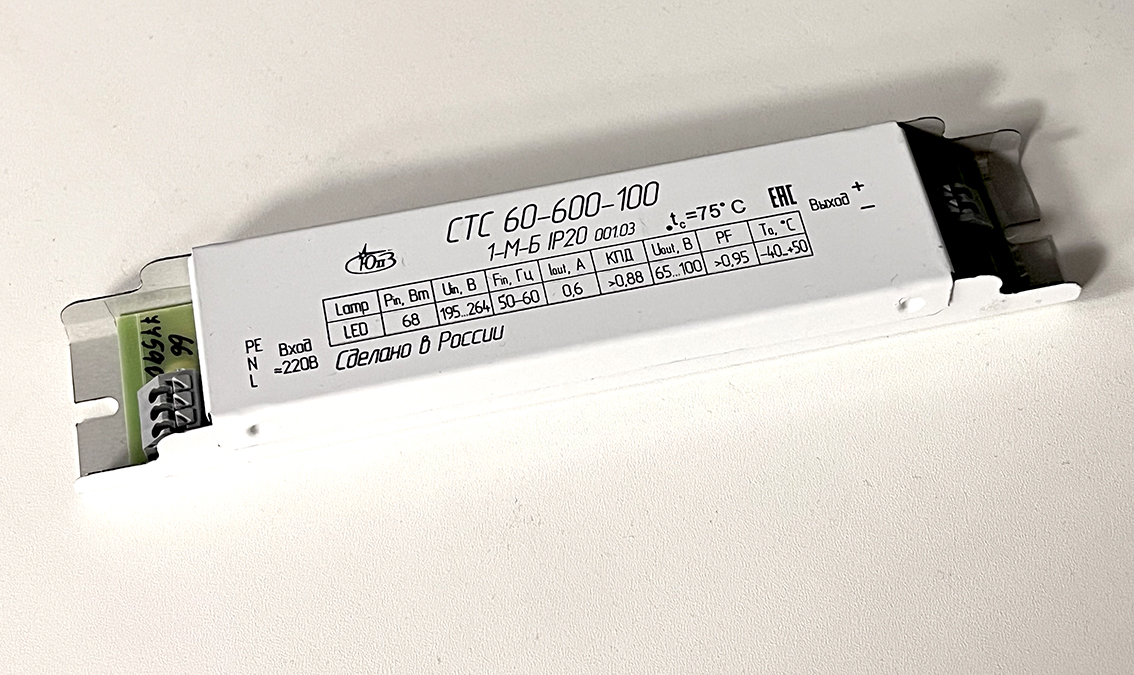 СТС 60-600-100
1-М-Б IP20 001.03
tc=75° C
EAC
Lamp Pin, Вт Uin, В Fin, Гц Iout, А КПД Uout, В PF Ta, °C
LED 68 195...264 50-60 0,6 >0,88 65...100 >0,95 -40...+50
Выход + −
PE
N
L
Вход
≈220В
Сделано в России